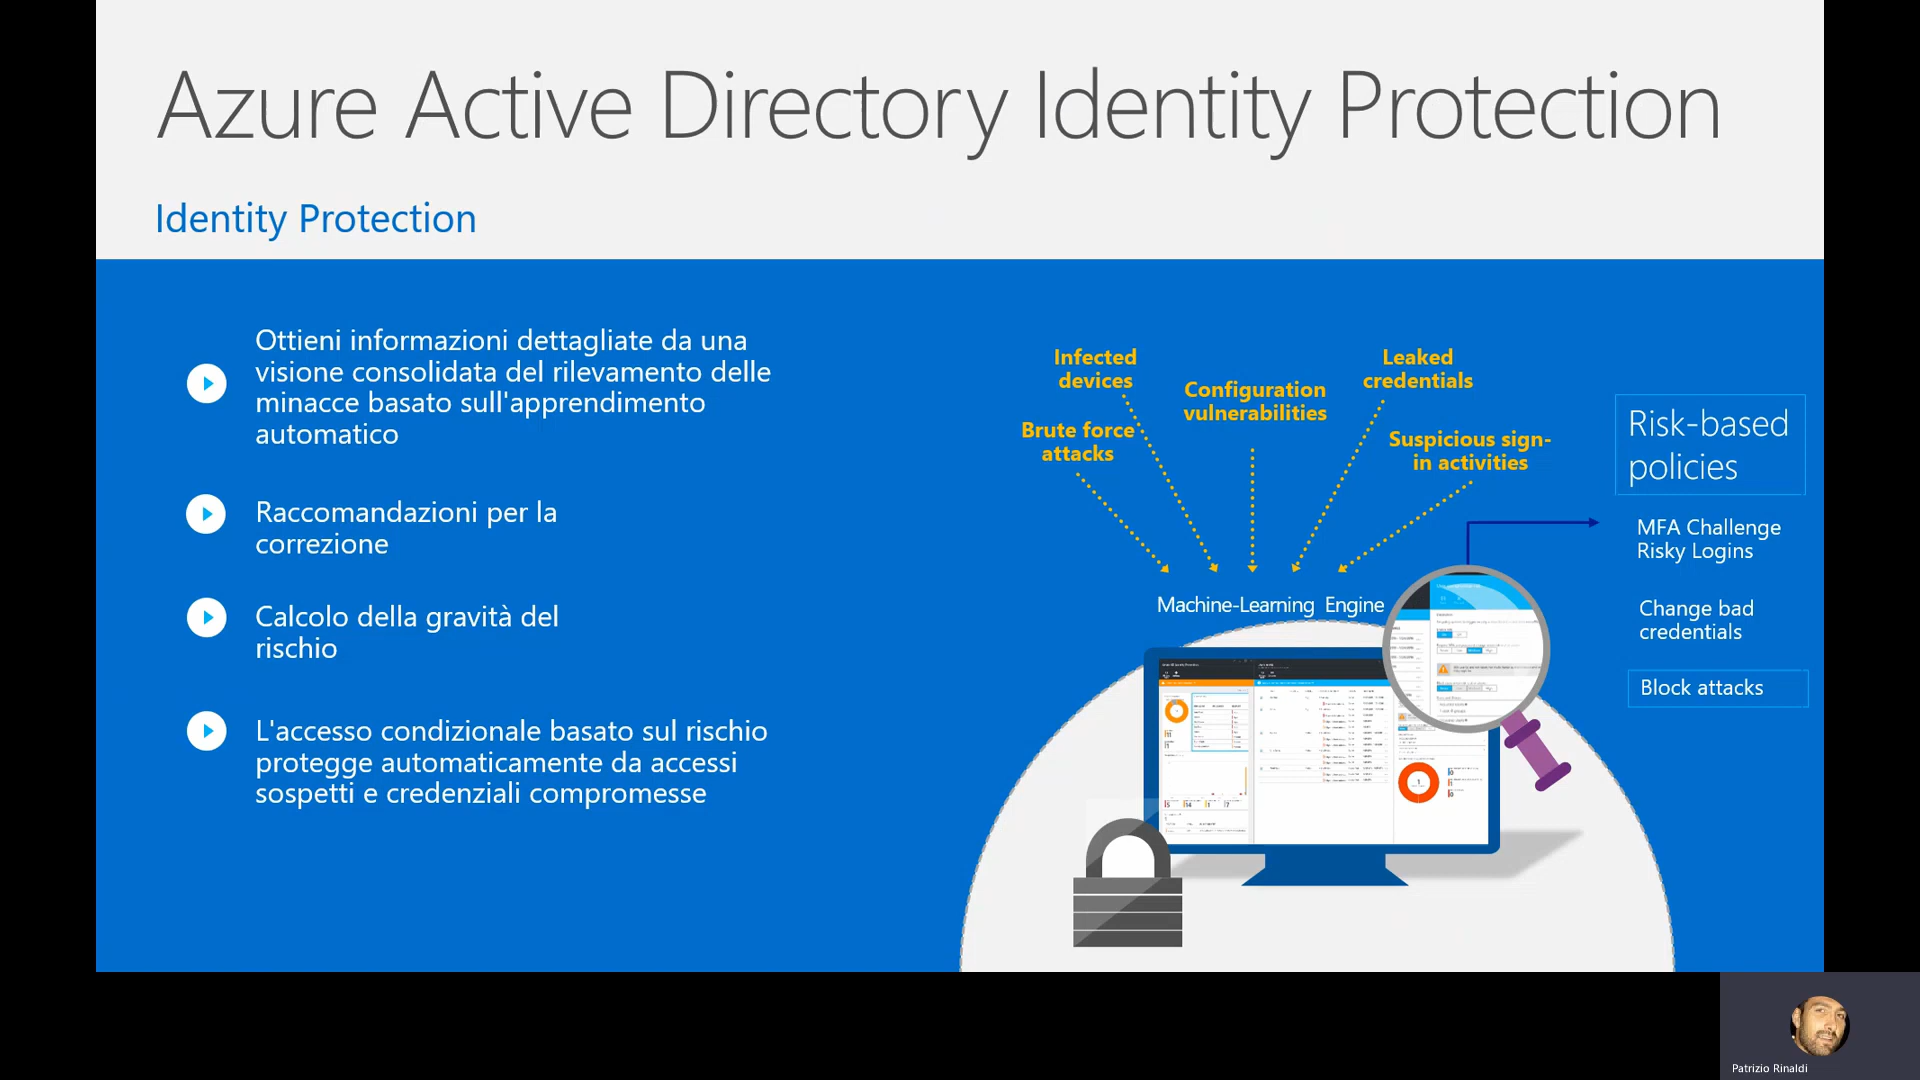 Azure Active Directory Identity Protection
Identity Protection
Ottieni informazioni dettagliate da una
visione consolidata del rilevamento delle
minacce basato sull'apprendimento
automatico
Raccomandazioni per la
correzione
Calcolo della gravità del
rischio
L'accesso condizionale basato sul rischio
protegge automaticamente da accessi
sospetti e credenziali compromesse
Infected
devices
Brute force
attacks
Configuration
vulnerabilities
Leaked
credentials
Suspicious sign-
in activities
Machine-Learning Engine
Risk-based
policies
MFA Challenge
Risky Logins
Change bad
credentials
Block attacks
Patrizio Rinaldi